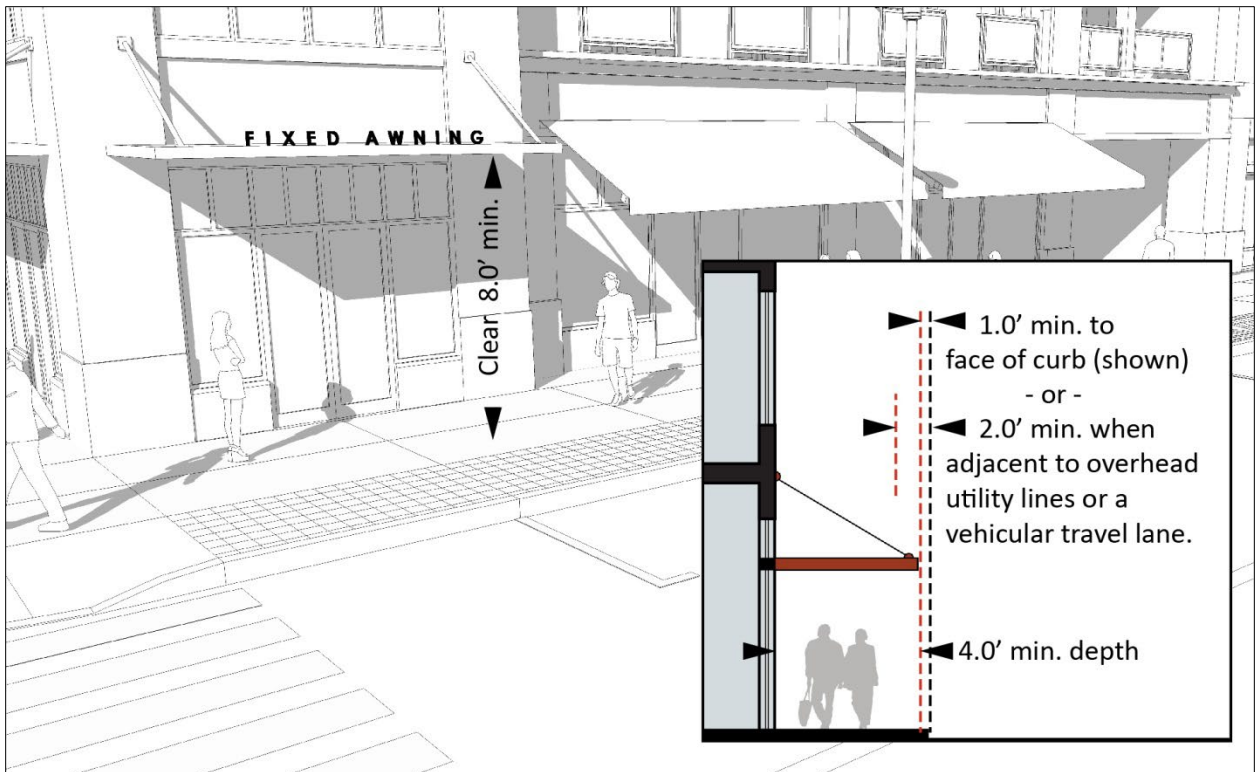 FIXED AWNING
Clear 8.0’ min.
1.0’ min. to
face of curb (shown)
- or -
2.0’ min. when
adjacent to overhead
utility lines or a
vehicular travel lane.
4.0’ min. depth